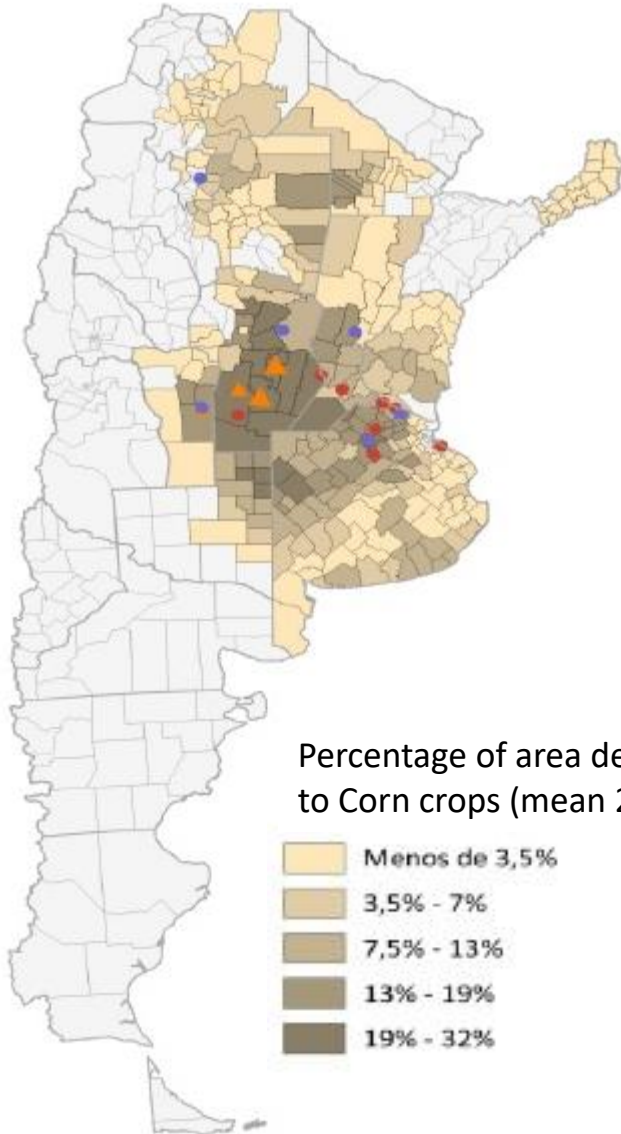 Percentage of area de
to Corn crops (mean 2
Menos de 3,5%
3,5% - 7%
7,5% - 13%
13% - 19%
19% - 32%